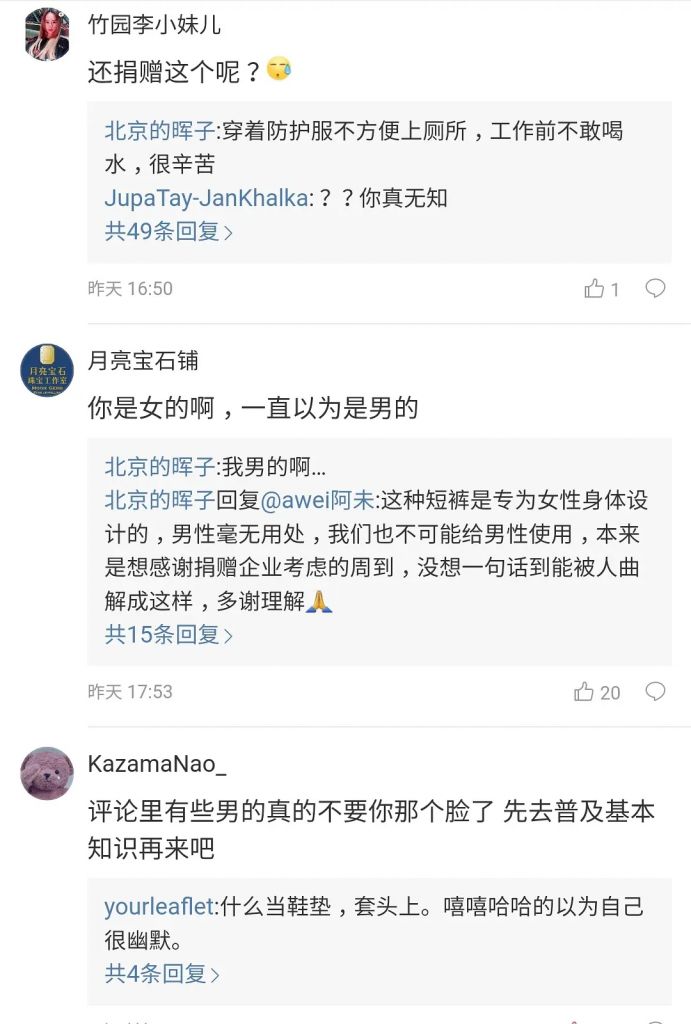 竹园李小妹儿
还捐赠这个呢？
北京的晖子:穿着防护服不方便上厕所，工作前不敢喝
水，很辛苦
JupaTay-JanKhalka:？？你真无知
共49条回复
昨天 16:50
1
月亮宝石
珠宝工作室
月亮宝石铺
你是女的啊，一直以为是男的
北京的晖子:我男的啊...
北京的晖子回复@awei阿未:这种短裤是专为女性身体设
计的，男性毫无用处，我们也不可能给男性使用，本来
是想感谢捐赠企业考虑的周到，没想一句话到能被人曲
解成这样，多谢理解
共15条回复
昨天 17:53
20
KazamaNao_
评论里有些男的真的不要你那个脸了 先去普及基本
知识再来吧
yourleaflet:什么当鞋垫，套头上。嘻嘻哈哈的以为自己
很幽默。
共4条回复